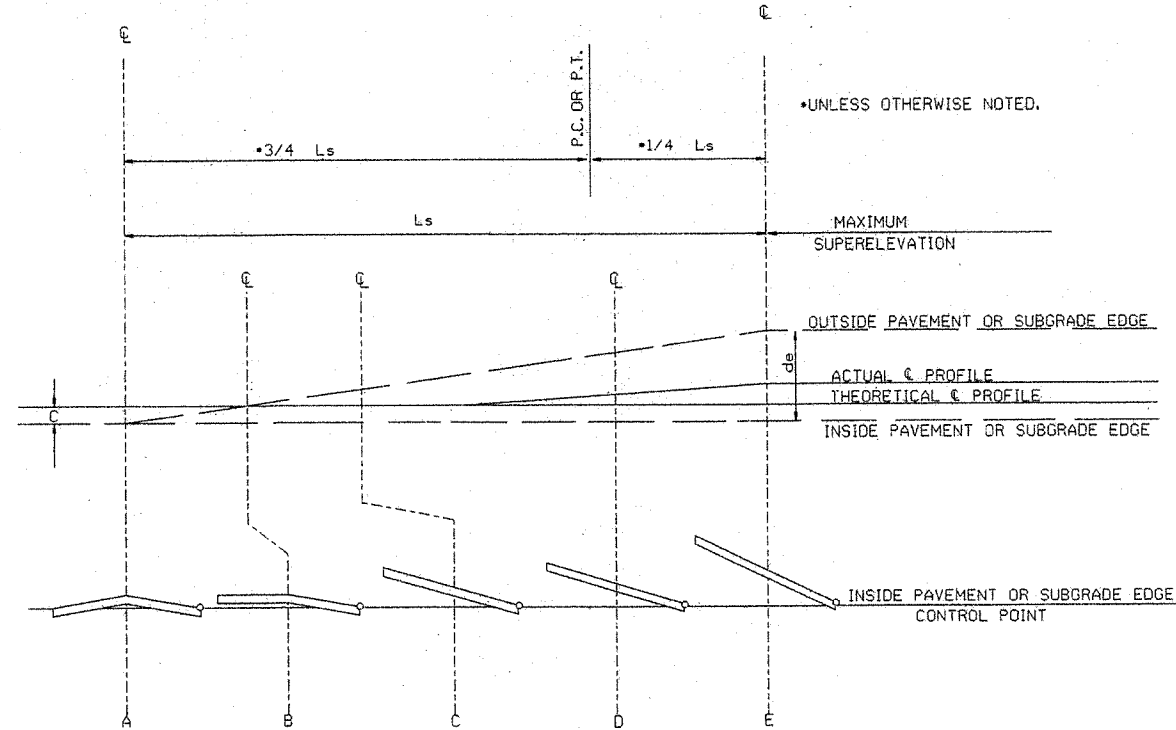 ℄
℄
P.C. OR P.T.
*UNLESS OTHERWISE NOTED.
*3/4 Ls
*1/4 Ls
Ls
MAXIMUM
SUPERELEVATION
℄
℄
℄
OUTSIDE PAVEMENT OR SUBGRADE EDGE
de
ACTUAL ℄ PROFILE
THEORETICAL ℄ PROFILE
C
INSIDE PAVEMENT OR SUBGRADE EDGE
INSIDE PAVEMENT OR SUBGRADE EDGE
CONTROL POINT
A
B
C
D
E